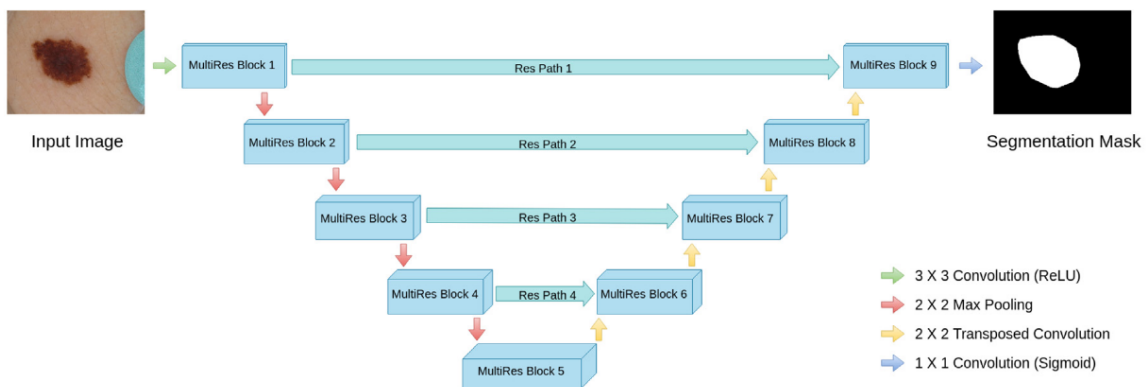 MultiRes Block 1
Res Path 1
MultiRes Block 9
Input Image
MultiRes Block 2
Res Path 2
MultiRes Block 8
Segmentation Mask
MultiRes Block 3
Res Path 3
MultiRes Block 7
MultiRes Block 4
Res Path 4
MultiRes Block 6
MultiRes Block 5
3 X 3 Convolution (ReLU)
2 X 2 Max Pooling
2 X 2 Transposed Convolution
1 X 1 Convolution (Sigmoid)